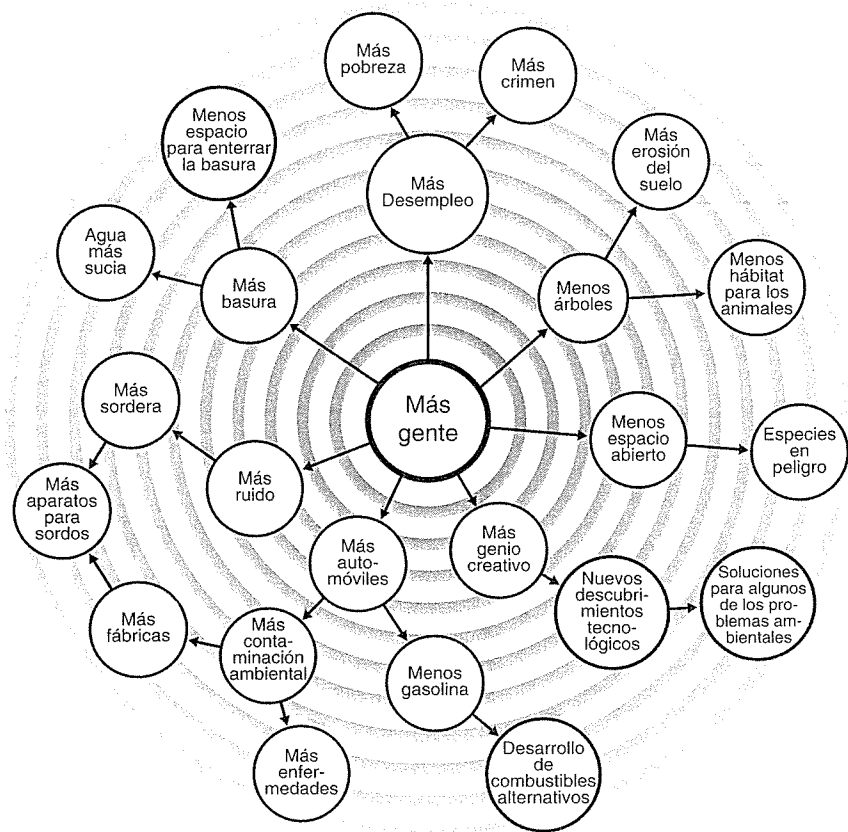 Más
pobreza
Más
crimen
Menos
espacio
para enterrar
la basura
Más
Desempleo
Más
erosión
del
suelo
Agua
más
sucia
Más
basura
Menos
árboles
Menos
hábitat
para los
animales
Más
sordera
Más
gente
Menos
espacio
abierto
Especies
en
peligro
Más
aparatos
para
sordos
Más
ruido
Más
auto-
móviles
Más
genio
creativo
Nuevos
descubri-
mientos
tecno-
lógicos
Soluciones
para algunos
de los pro-
blemas am-
bientales
Más
fábricas
Más
conta-
minación
ambiental
Menos
gasolina
Más
enfer-
medades
Desarrollo
de
combustibles
alternativos